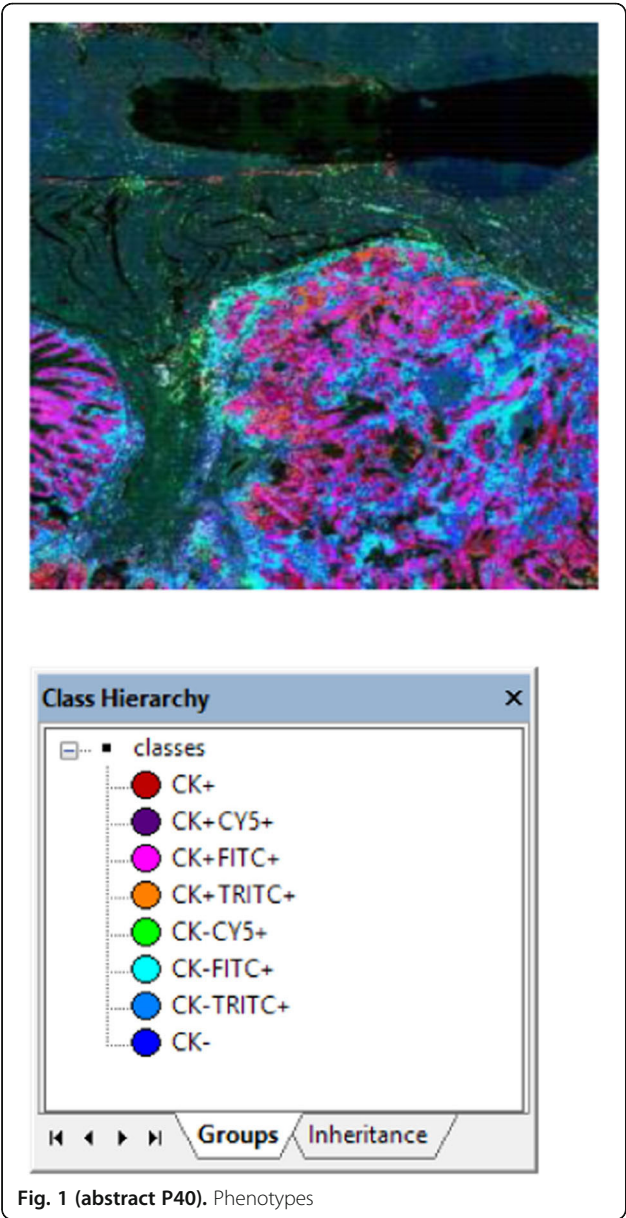 Class Hierarchy
classes
CK+
CK+CY5+
CK+FITC+
CK+TRITC+
CK-CY5+
CK-FITC+
CK-TRITC+
CK-
Groups Inheritance
Fig. 1 (abstract P40). Phenotypes